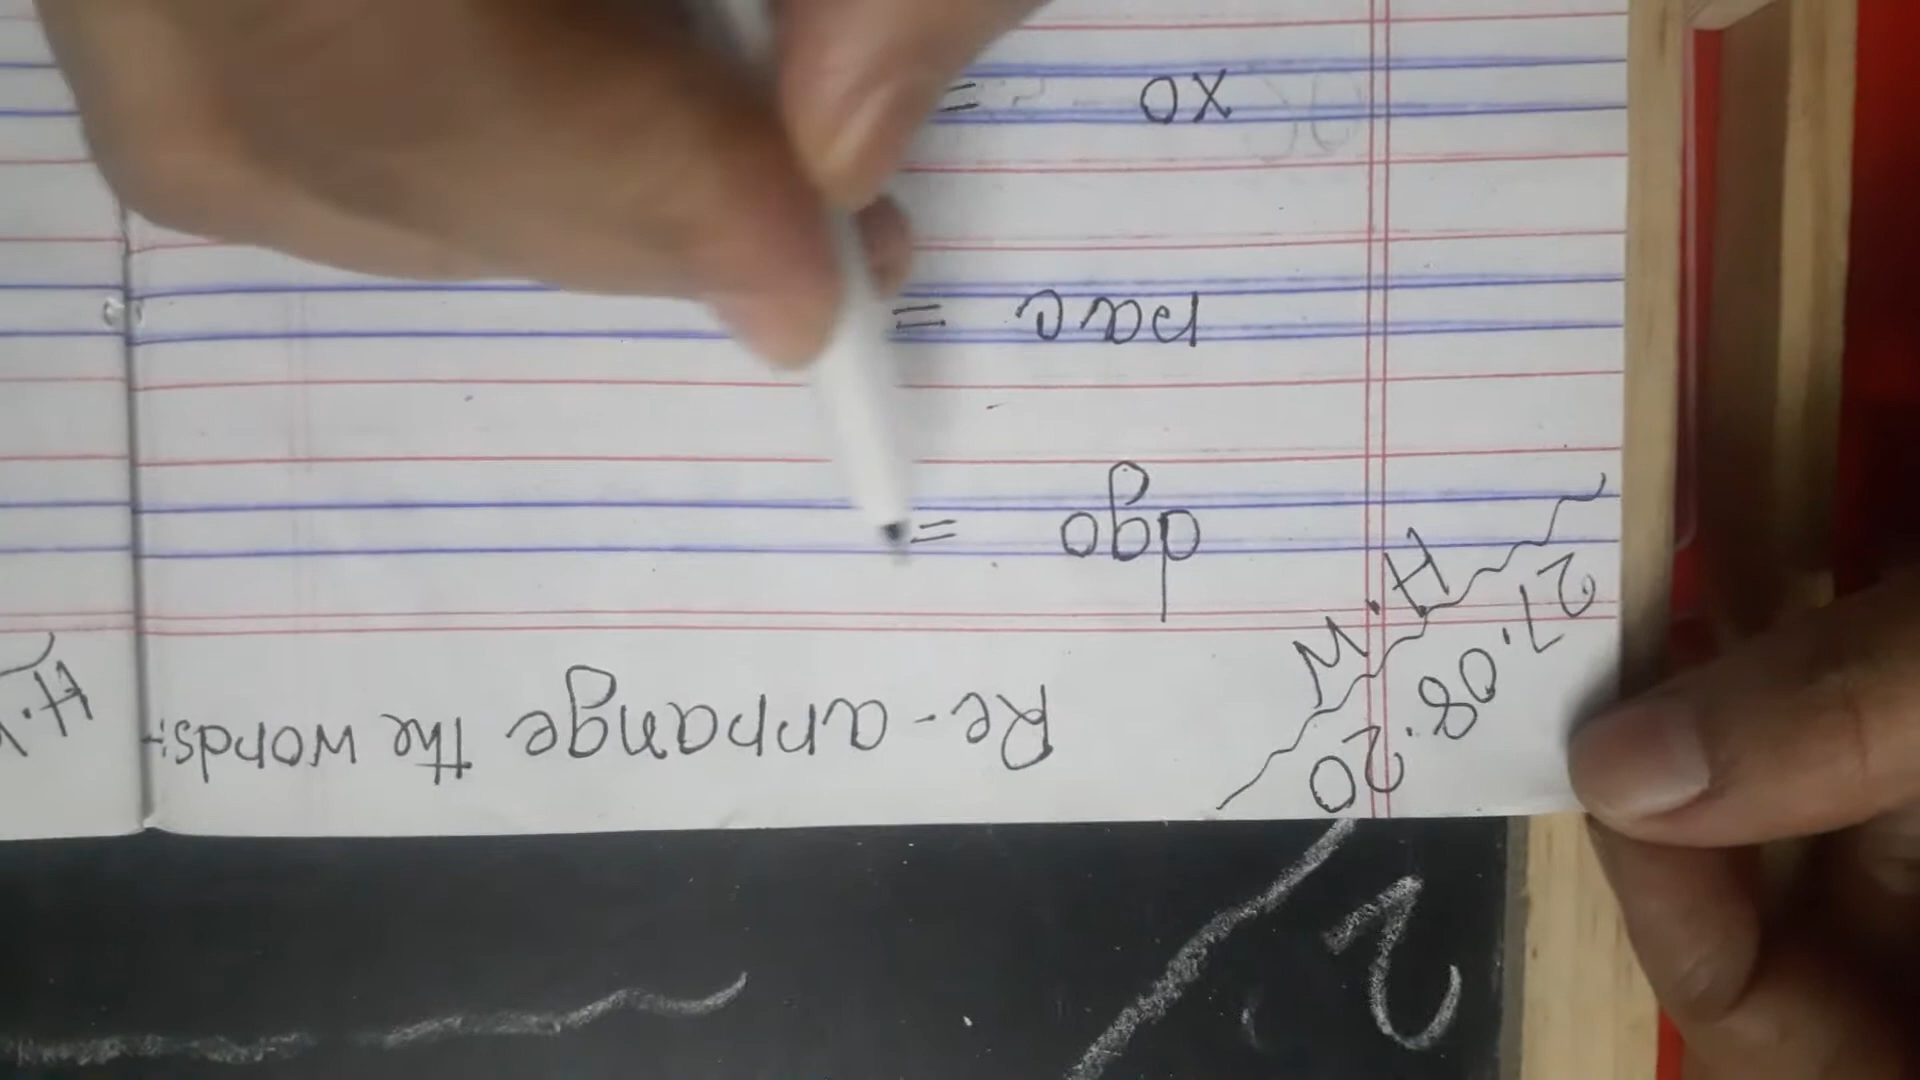 27.08.20
H.W
Re-arrange the words:-
dgo =
rac =
xo =